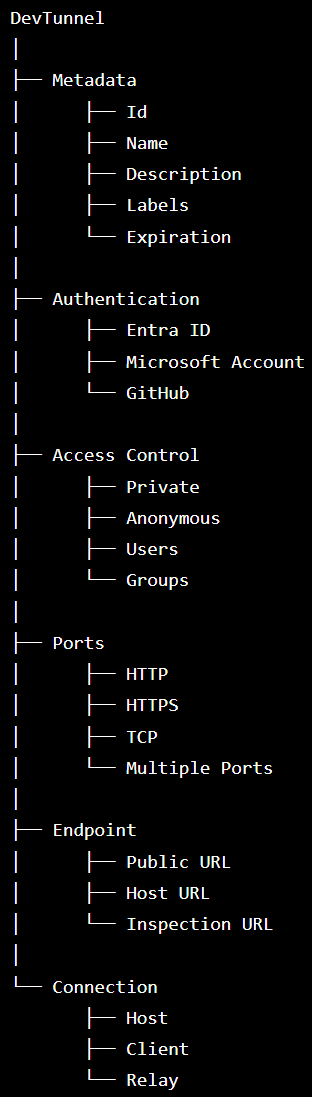 DevTunnel
│
├── Metadata
│      ├── Id
│      ├── Name
│      ├── Description
│      ├── Labels
│      └── Expiration
│
├── Authentication
│      ├── Entra ID
│      ├── Microsoft Account
│      └── GitHub
│
├── Access Control
│      ├── Private
│      ├── Anonymous
│      ├── Users
│      └── Groups
│
├── Ports
│      ├── HTTP
│      ├── HTTPS
│      ├── TCP
│      └── Multiple Ports
│
├── Endpoint
│      ├── Public URL
│      ├── Host URL
│      └── Inspection URL
│
└── Connection
       ├── Host
       ├── Client
       └── Relay